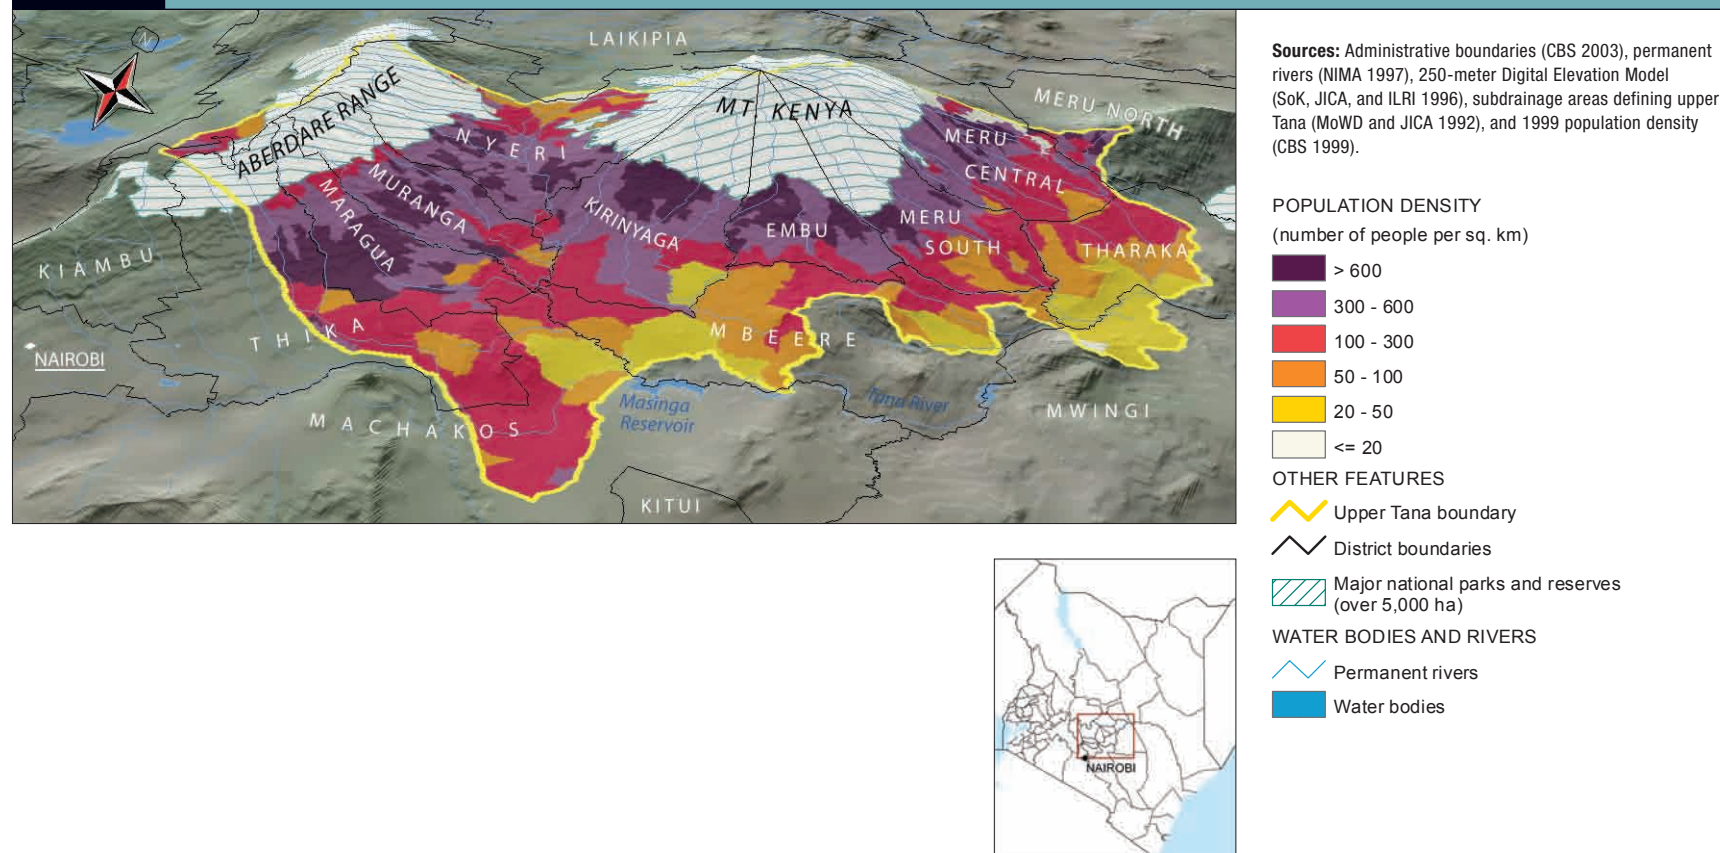 N
LAIKIPIA
ABERDARE RANGE
MT. KENYA
MERU NORTH
NYERI
MERU
CENTRAL
MURANGA
MARAGUA
KIRINYAGA
EMBU
MERU
SOUTH
THARAKA
KIAMBU
THIKA
MBEERE
NAIROBI
Masinga
Reservoir
Tana River
MWINGI
MACHAKOS
KITUI
Sources: Administrative boundaries (CBS 2003), permanent
rivers (NIMA 1997), 250-meter Digital Elevation Model
(SoK, JICA, and ILRI 1996), subdrainage areas defining upper
Tana (MoWD and JICA 1992), and 1999 population density
(CBS 1999).
POPULATION DENSITY
(number of people per sq. km)
> 600
300 - 600
100 - 300
50 - 100
20 - 50
<= 20
OTHER FEATURES
Upper Tana boundary
District boundaries
Major national parks and reserves
(over 5,000 ha)
WATER BODIES AND RIVERS
Permanent rivers
Water bodies
NAIROBI